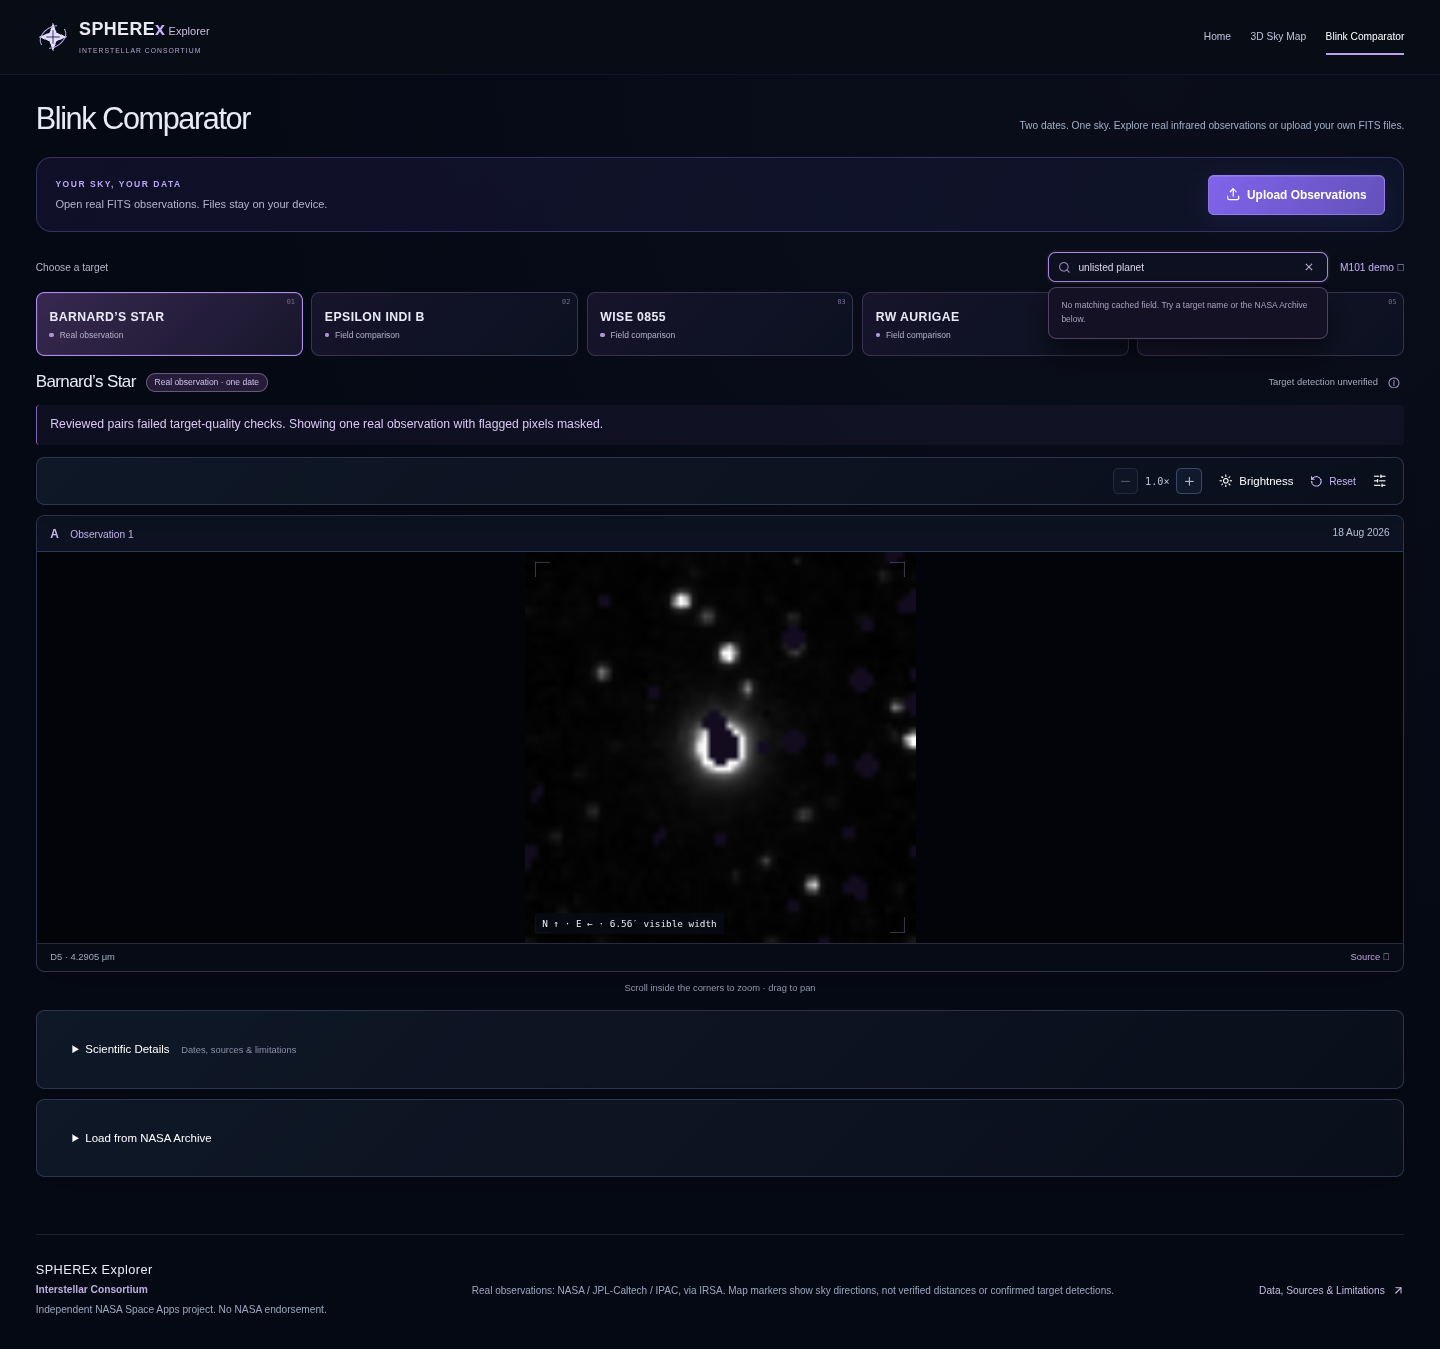 SPHEREx Explorer
INTERSTELLAR CONSORTIUM
Home
3D Sky Map
Blink Comparator
Blink Comparator
Two dates. One sky. Explore real infrared observations or upload your own FITS files.
YOUR SKY, YOUR DATA
Open real FITS observations. Files stay on your device.
Upload Observations
Choose a target
unlisted planet
M101 demo
No matching cached field. Try a target name or the NASA Archive
below.
01
BARNARD’S STAR
Real observation
02
EPSILON INDI B
Field comparison
03
WISE 0855
Field comparison
RW AURIGAE
Field comparison
05
Barnard’s Star
Real observation · one date
Target detection unverified
Reviewed pairs failed target-quality checks. Showing one real observation with flagged pixels masked.
1.0×
Brightness
Reset
A Observation 1
18 Aug 2026
N ↑ · E ← · 6.56′ visible width
D5 · 4.2905 μm
Source
Scroll inside the corners to zoom · drag to pan
Scientific Details Dates, sources & limitations
Load from NASA Archive
SPHEREx Explorer
Interstellar Consortium
Independent NASA Space Apps project. No NASA endorsement.
Real observations: NASA / JPL-Caltech / IPAC, via IRSA. Map markers show sky directions, not verified distances or confirmed target detections.
Data, Sources & Limitations